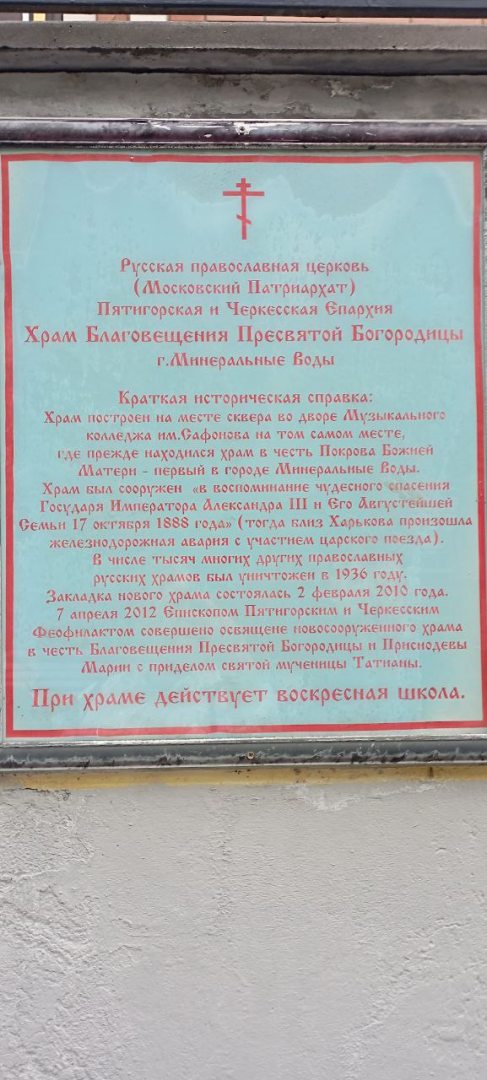 Русская православная церковь
(Московский Патриархат)
Пятигорская и Черкесская Епархия
Храм Благовещения Пресвятой Богородицы
г.Минеральные Воды
Краткая историческая справка:
Храм построен на месте сквера во дворе Музыкального
колледжа им.Сафонова на том самом месте,
где прежде находился храм в честь Покрова Божией
Матери - первый в городе Минеральные Воды.
Храм был сооружен «в воспоминание чудесного спасения
Государя Императора Александра III и Его Августейшей
Семьи 17 октября 1888 года» (тогда близ Харькова произошла
железнодорожная авария с участием царского поезда).
В числе тысяч многих других православных
русских храмов был уничтожен в 1936 году.
Закладка нового храма состоялась 2 февраля 2010 года.
7 апреля 2012 Епископом Пятигорским и Черкесским
Феофилактом совершено освящене новосооруженного храма
в честь Благовещения Пресвятой Богородицы и Приснодевы
Марии с приделом святой мученицы Татианы.
При храме действует воскресная школа.